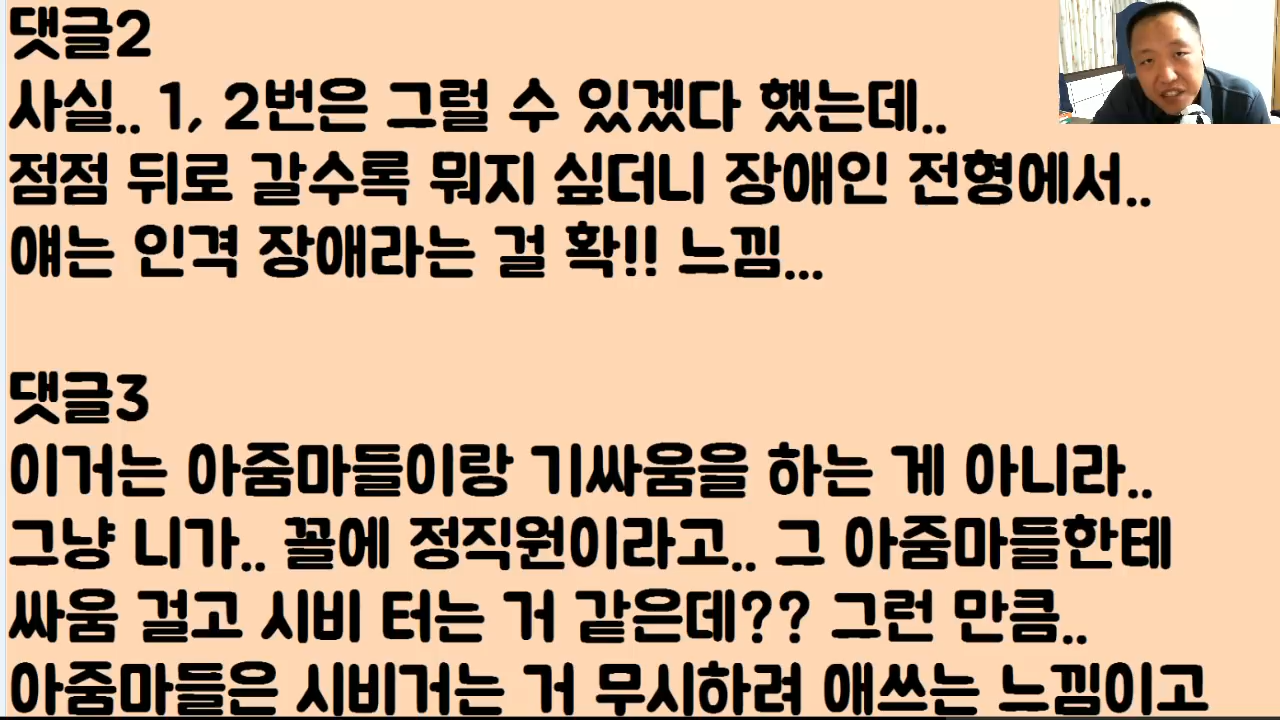 댓글2
사실.. 1, 2번은 그럴 수 있겠다 했는데..
점점 뒤로 갈수록 뭐지 싶더니 장애인 전형에서..
얘는 인격 장애라는 걸 확!! 느낌...
댓글3
이거는 아줌마들이랑 기싸움을 하는 게 아니라..
그냥 니가.. 꼴에 정직원이라고.. 그 아줌마들한테
싸움 걸고 시비 터는 거 같은데?? 그런 만큼..
아줌마들은 시비거는 거 무시하려 애쓰는 느낌이고